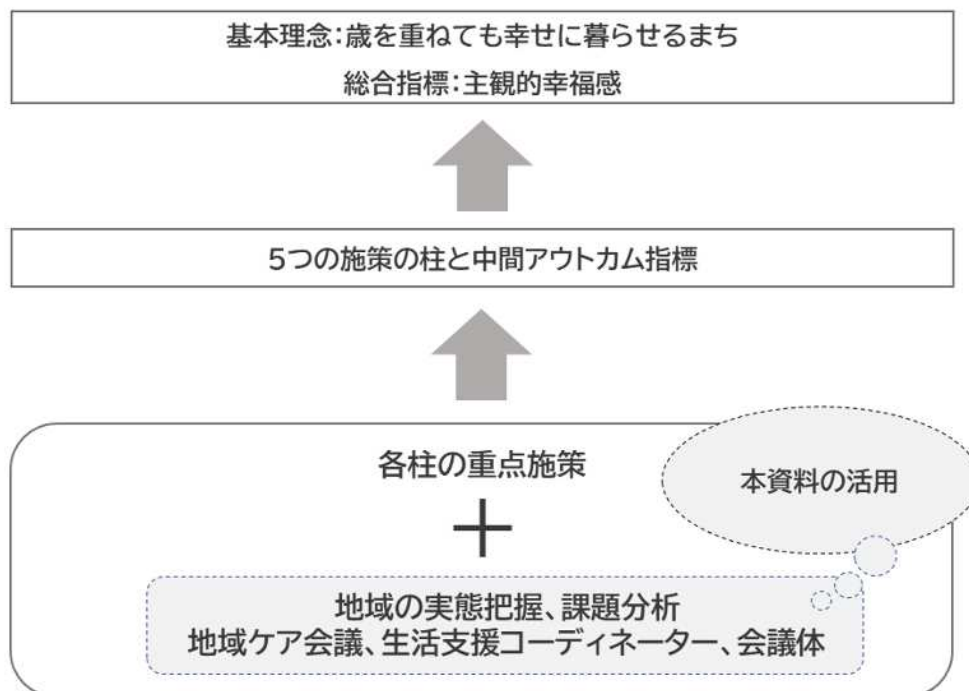 基本理念:歳を重ねても幸せに暮らせるまち
総合指標:主観的幸福感
5つの施策の柱と中間アウトカム指標
各柱の重点施策
本資料の活用
+
地域の実態把握、課題分析
地域ケア会議、生活支援コーディネーター、会議体